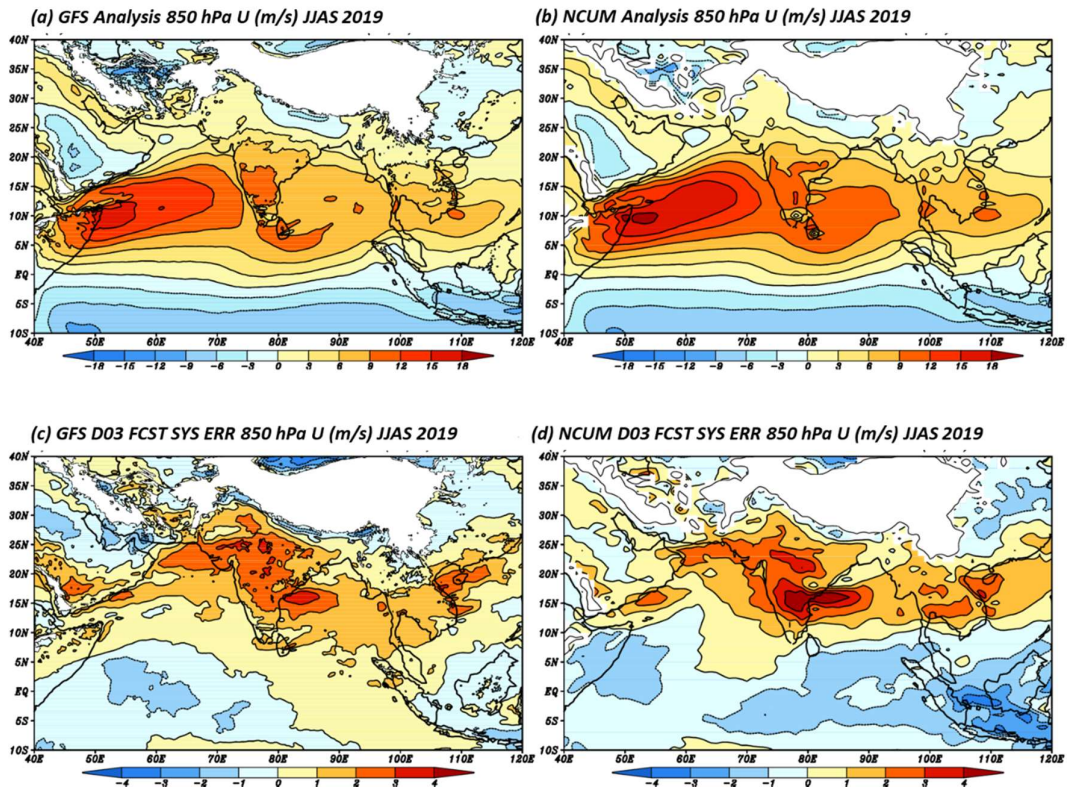 (a) GFS Analysis 850 hPa U (m/s) JJAS 2019
40N
35N
30N
25N
20N
15N
10N
5N
EQ
5S
10S
40E 50E 60E 70E 80E 90E 100E 110E 120E
-18 -15 -12 -9 -6 -3 0 3 6 9 12 15 18
(b) NCUM Analysis 850 hPa U (m/s) JJAS 2019
40N
35N
30N
25N
20N
15N
10N
5N
EQ
5S
10S
40E 50E 60E 70E 80E 90E 100E 110E 120E
-18 -15 -12 -9 -6 -3 0 3 6 9 12 15 18
(c) GFS D03 FCST SYS ERR 850 hPa U (m/s) JJAS 2019
40N
35N
30N
25N
20N
15N
10N
5N
EQ
5S
10S
40E 50E 60E 70E 80E 90E 100E 110E 120E
-4 -3 -2 -1 0 1 2 3 4
(d) NCUM D03 FCST SYS ERR 850 hPa U (m/s) JJAS 2019
40N
35N
30N
25N
20N
15N
10N
5N
EQ
5S
10S
40E 50E 60E 70E 80E 90E 100E 110E 120E
-4 -3 -2 -1 0 1 2 3 4